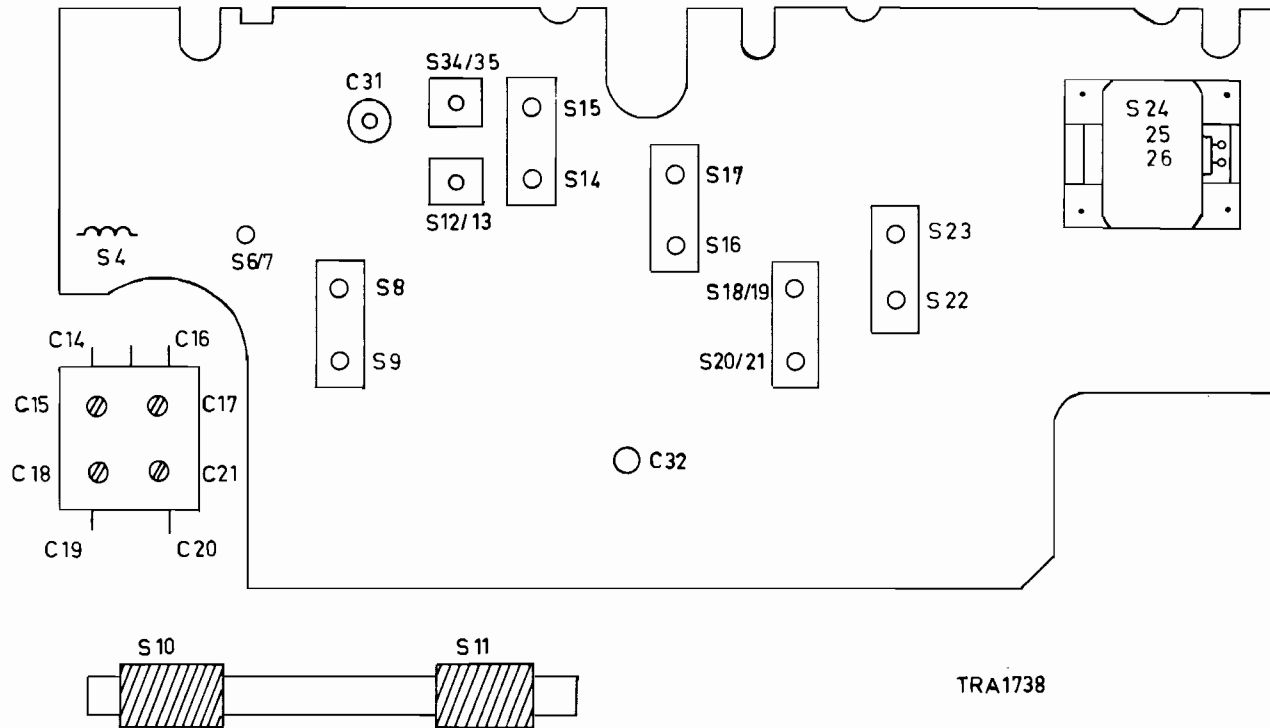 S34/35
C31
S15
S24
25
26
S14
S17
S12/13
S4
S6/7
S16
S23
S8
S18/19
S22
C14
C16
S9
S20/21
C15
C17
C18
C21
C32
C19
C20
S10
S11
TRA1738